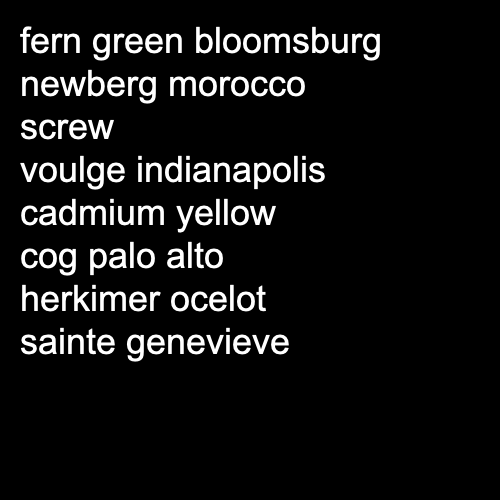 fern green bloomsburg
newberg morocco
screw
voulge indianapolis
cadmium yellow
cog palo alto
herkimer ocelot
sainte genevieve